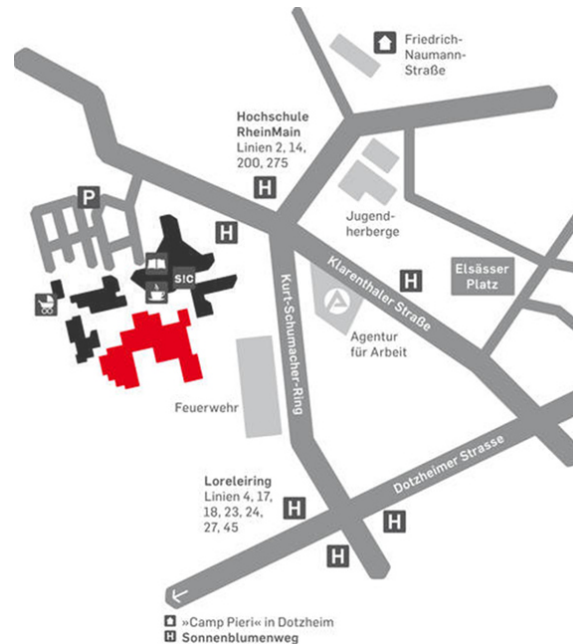 Friedrich-
Naumann-
Straße
Hochschule
RheinMain
Linien 2, 14,
200, 275
H
P
H
Jugend-
herberge
H
Elsässer
Platz
S!C
Klarenthaler Straße
Kurt-Schumacher-Ring
Agentur
für Arbeit
Feuerwehr
Dotzheimer Strasse
Loreleiring
Linien 4, 17,
18, 23, 24,
27, 45
H
H
H
»Camp Pieri« in Dotzheim
H Sonnenblumenweg